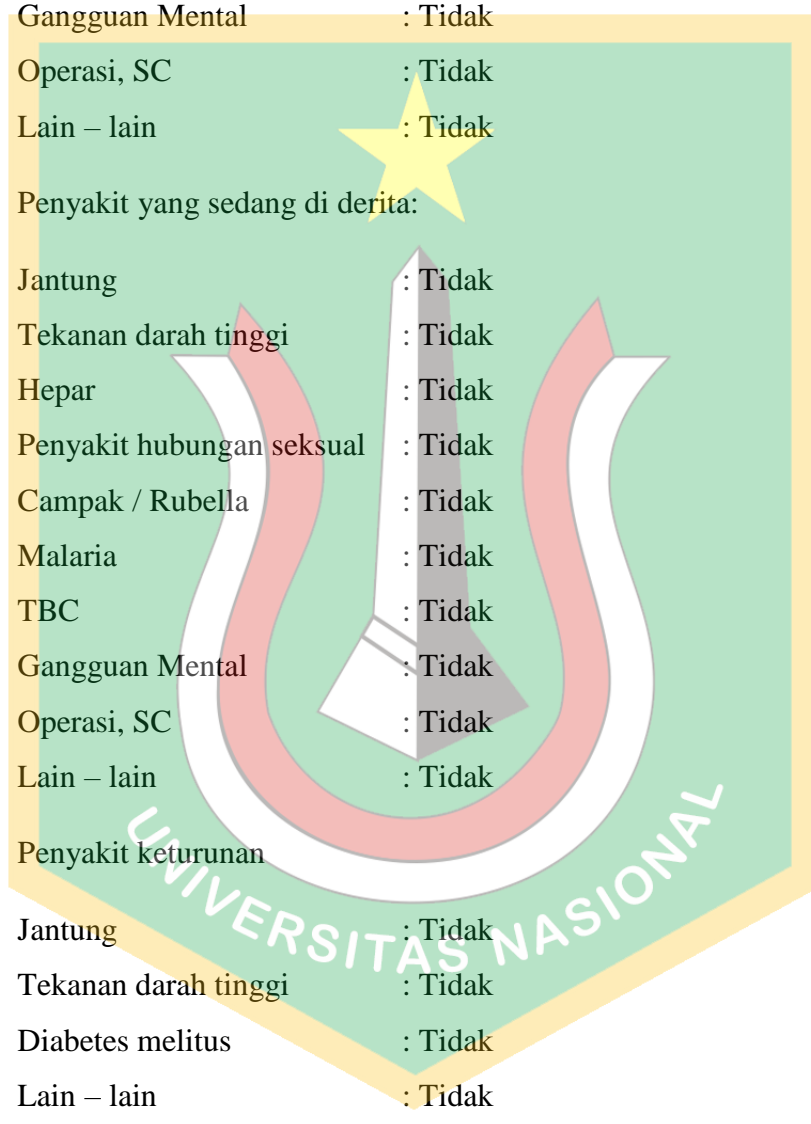 Gangguan Mental : Tidak
Operasi, SC : Tidak
Lain – lain : Tidak
Penyakit yang sedang di derita:
Jantung : Tidak
Tekanan darah tinggi : Tidak
Hepar : Tidak
Penyakit hubungan seksual : Tidak
Campak / Rubella : Tidak
Malaria : Tidak
TBC : Tidak
Gangguan Mental : Tidak
Operasi, SC : Tidak
Lain – lain : Tidak
Penyakit keturunan
Jantung : Tidak
Tekanan darah tinggi : Tidak
Diabetes melitus : Tidak
Lain – lain : Tidak
UNIVERSITAS NASIONAL